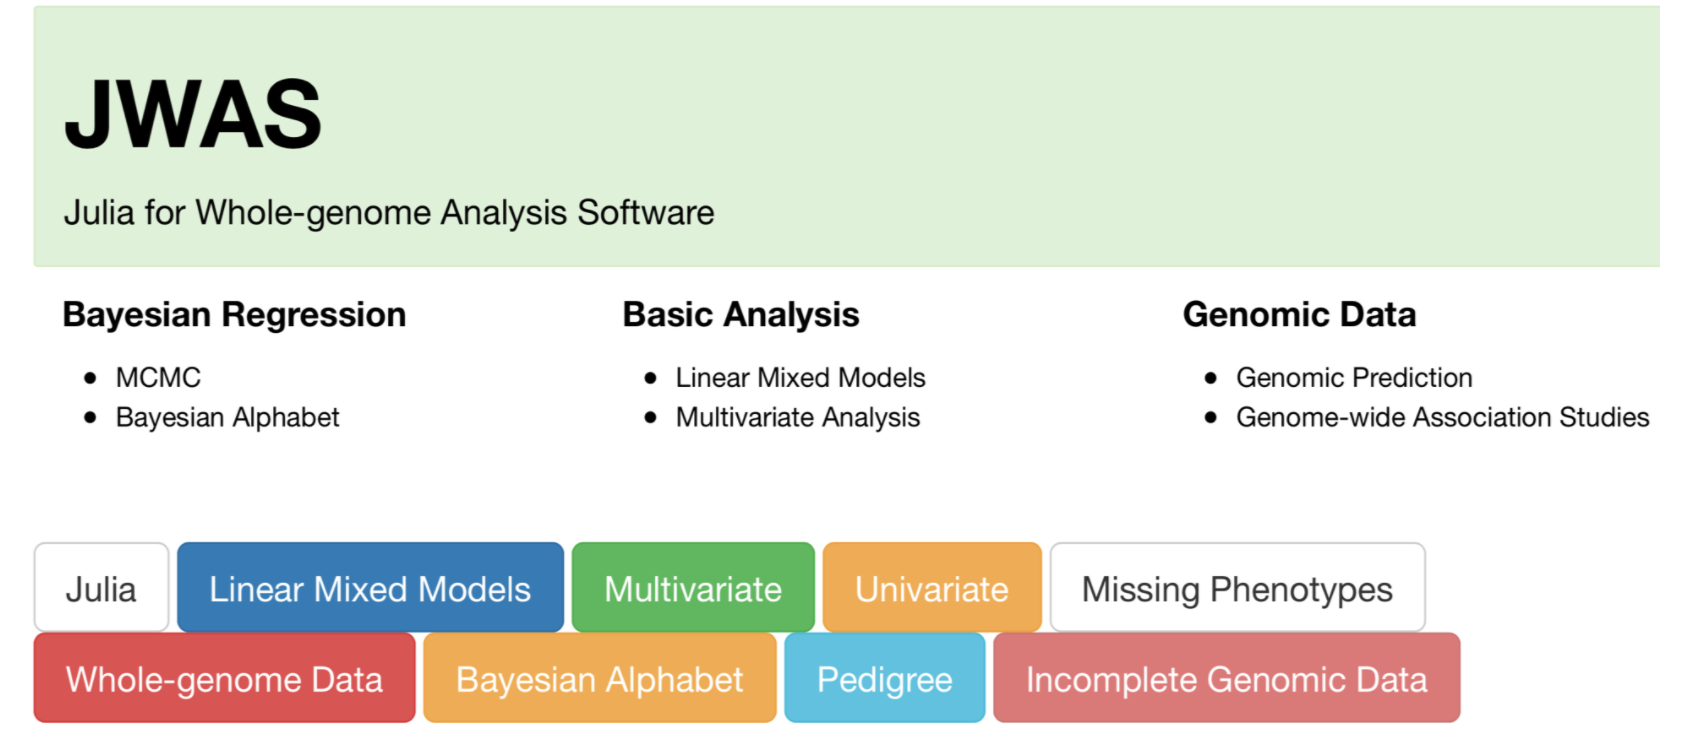 JWAS
Julia for Whole-genome Analysis Software
Bayesian Regression
• MCMC
• Bayesian Alphabet
Basic Analysis
• Linear Mixed Models
• Multivariate Analysis
Genomic Data
• Genomic Prediction
• Genome-wide Association Studies
Julia Linear Mixed Models Multivariate Univariate Missing Phenotypes
Whole-genome Data Bayesian Alphabet Pedigree Incomplete Genomic Data